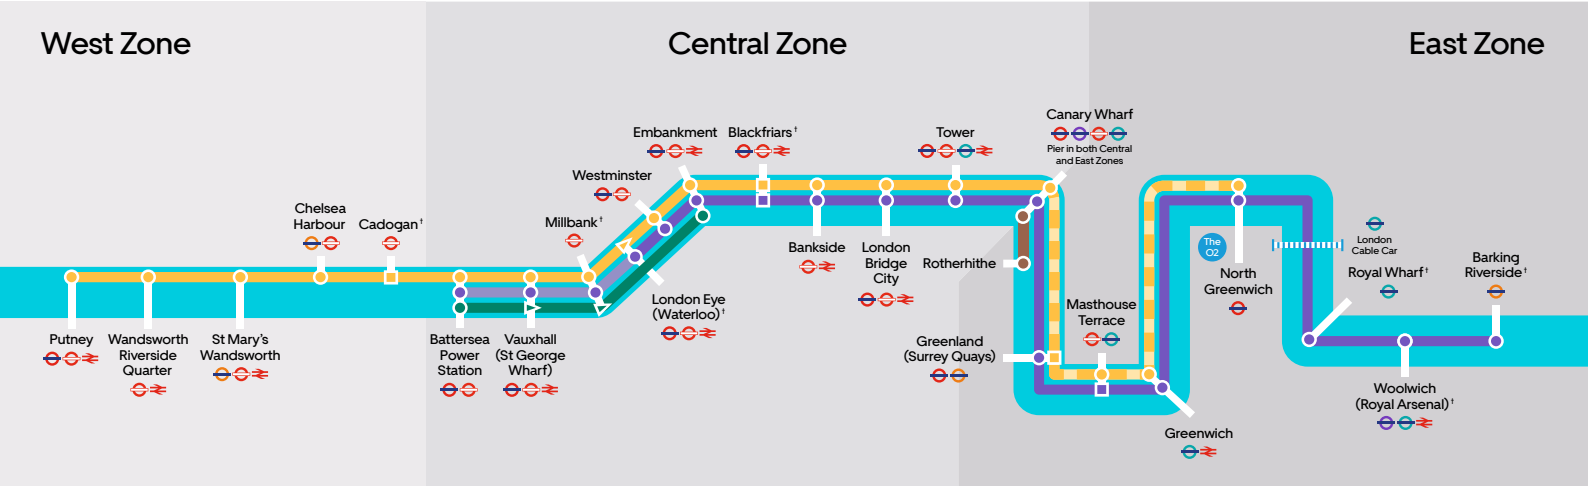 West Zone
Central Zone
East Zone
Canary Wharf
Pier in both Central
and East Zones
Embankment
Blackfriars†
Tower
Westminster
Chelsea
Harbour
Cadogan†
Millbank†
Bankside
London
Bridge
City
Rotherhithe
The
O2
London
Cable Car
North
Greenwich
Royal Wharf†
Barking
Riverside†
London Eye
(Waterloo)†
Masthouse
Terrace
Putney
Wandsworth
Riverside
Quarter
St Mary's
Wandsworth
Battersea
Power
Station
Vauxhall
(St George
Wharf)
Greenland
(Surrey Quays)
Woolwich
(Royal Arsenal)†
Greenwich